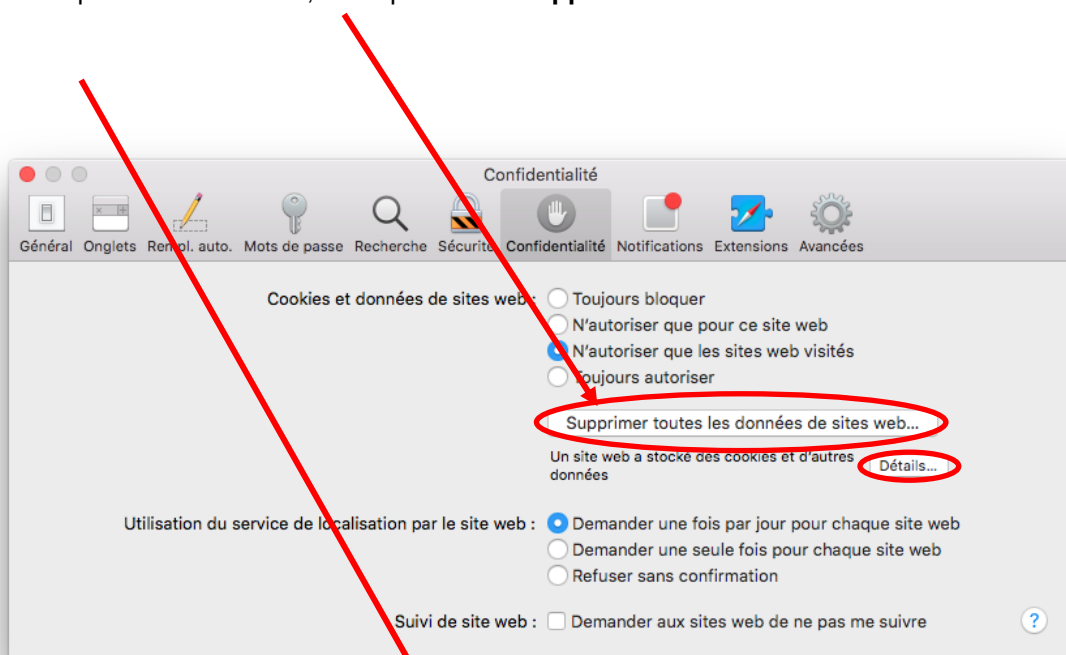 Confidentialité
Général Onglets Rempl. auto. Mots de passe Recherche Sécurité Confidentialité Notifications Extensions Avancées
Cookies et données de sites web : Toujours bloquer
N'autoriser que pour ce site web
N'autoriser que les sites web visités
Toujours autoriser
Supprimer toutes les données de sites web...
Un site web a stocké des cookies et d'autres données
Détails...
Utilisation du service de localisation par le site web : Demander une fois par jour pour chaque site web
Demander une seule fois pour chaque site web
Refuser sans confirmation
Suivi de site web : Demander aux sites web de ne pas me suivre
?